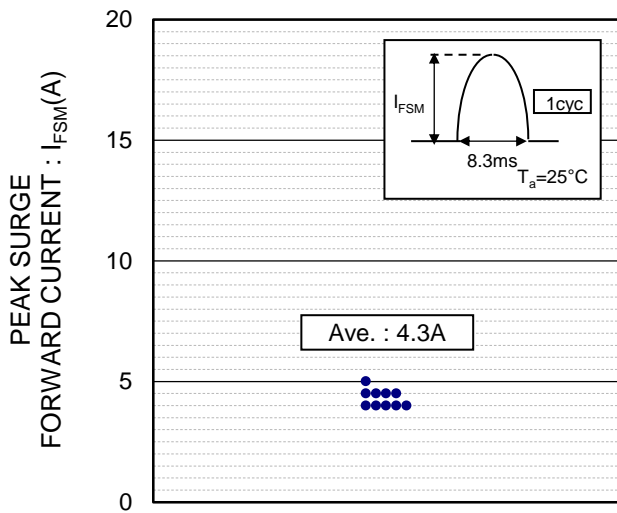 PEAK SURGE
FORWARD CURRENT : IFSM(A)
20
15
10
5
0
IFSM
1cyc
8.3ms
Ta=25°C
Ave. : 4.3A